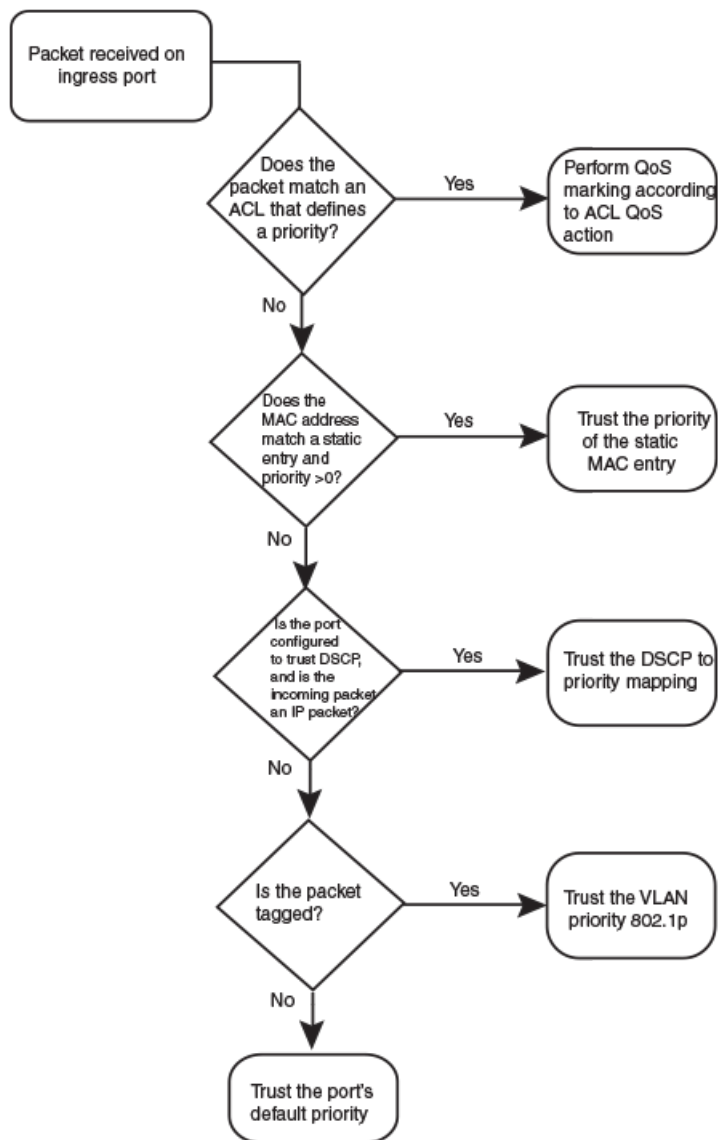 Packet received on
ingress port
Does the
packet match an
ACL that defines
a priority?
Yes
Perform QoS
marking according
to ACL QoS
action
No
Does the
MAC address
match a static
entry and
priority >0?
Yes
Trust the priority
of the static
MAC entry
No
Is the port
configured
to trust DSCP,
and is the
incoming packet
an IP packet?
Yes
Trust the DSCP to
priority mapping
No
Is the packet
tagged?
Yes
Trust the VLAN
priority 802.1p
No
Trust the port's
default priority